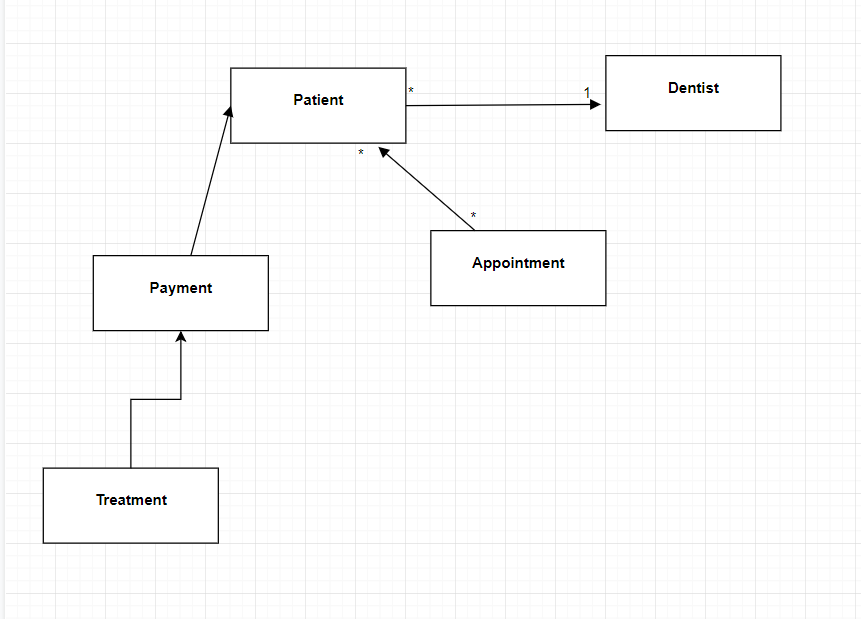 Patient
* 1
Dentist
*
*
Appointment
Payment
Treatment